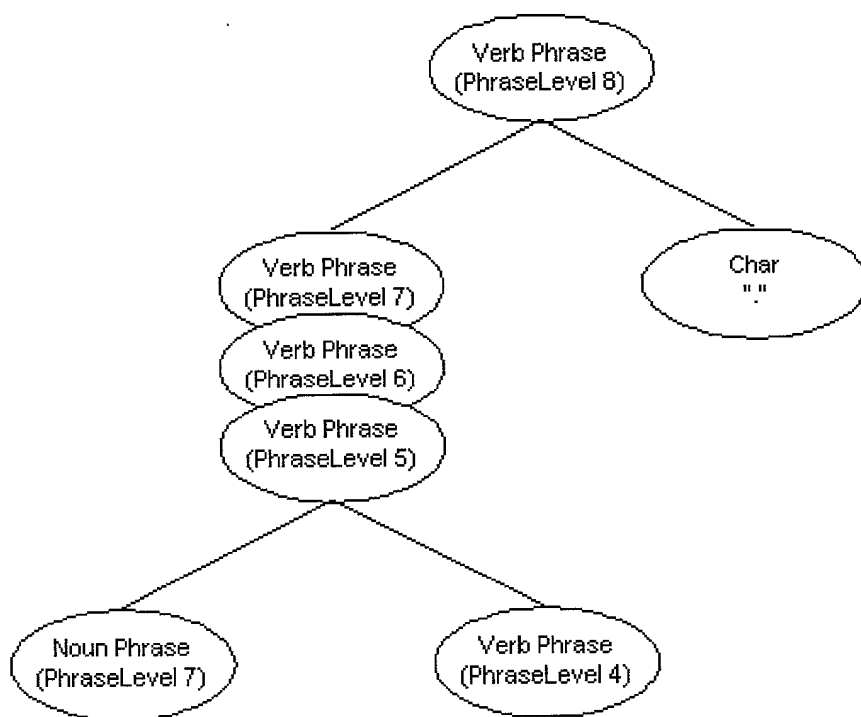 Verb Phrase
(PhraseLevel 8)
Verb Phrase
(PhraseLevel 7)
Char
"."
Verb Phrase
(PhraseLevel 6)
Verb Phrase
(PhraseLevel 5)
Noun Phrase
(PhraseLevel 7)
Verb Phrase
(PhraseLevel 4)